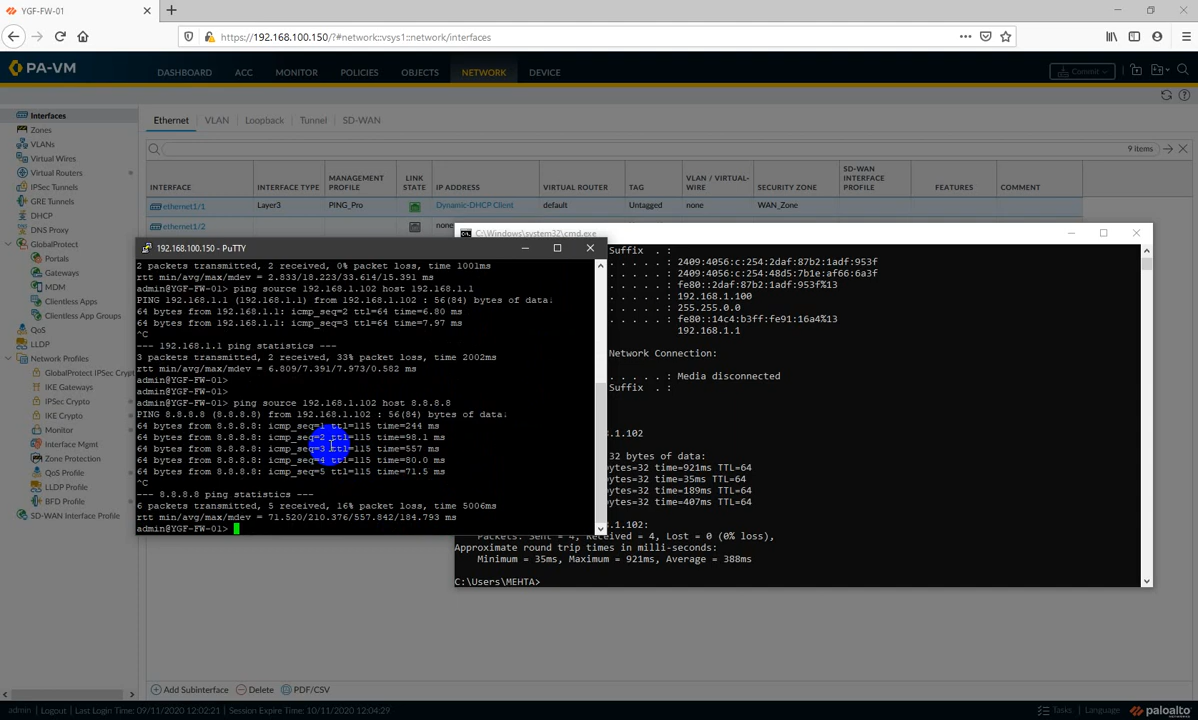 YGF-FW-01
https://192.168.100.150/?#network::vsys1::network/interfaces
PA-VM
DASHBOARD
ACC
MONITOR
POLICIES
OBJECTS
NETWORK
DEVICE
Commit
Interfaces
Zones
VLANs
Virtual Wires
Virtual Routers
IPSec Tunnels
GRE Tunnels
DHCP
DNS Proxy
GlobalProtect
Portals
Gateways
MDM
Clientless Apps
Clientless App Groups
QoS
LLDP
Network Profiles
GlobalProtect IPSec Crypt
IKE Gateways
IPSec Crypto
IKE Crypto
Monitor
Interface Mgmt
Zone Protection
QoS Profile
LLDP Profile
BFD Profile
SD-WAN Interface Profile
Ethernet
VLAN
Loopback
Tunnel
SD-WAN
9 items
INTERFACE
INTERFACE TYPE
MANAGEMENT PROFILE
LINK STATE
IP ADDRESS
VIRTUAL ROUTER
TAG
VLAN / VIRTUAL-WIRE
SECURITY ZONE
SD-WAN INTERFACE PROFILE
FEATURES
COMMENT
ethernet1/1
Layer3
PING_Pro
Dynamic-DHCP Client
default
Untagged
none
WAN_Zone
ethernet1/2
none
192.168.100.150 - PuTTY
2 packets transmitted, 2 received, 0% packet loss, time 1001ms
rtt min/avg/max/mdev = 2.833/18.223/33.614/15.391 ms
admin@YGF-FW-01> ping source 192.168.1.102 host 192.168.1.1
PING 192.168.1.1 (192.168.1.1) from 192.168.1.102 : 56(84) bytes of data.
64 bytes from 192.168.1.1: icmp_seq=2 ttl=64 time=6.80 ms
64 bytes from 192.168.1.1: icmp_seq=3 ttl=64 time=7.97 ms
^C
--- 192.168.1.1 ping statistics ---
3 packets transmitted, 2 received, 33% packet loss, time 2002ms
rtt min/avg/max/mdev = 6.809/7.391/7.973/0.582 ms
admin@YGF-FW-01>
admin@YGF-FW-01>
admin@YGF-FW-01> ping source 192.168.1.102 host 8.8.8.8
PING 8.8.8.8 (8.8.8.8) from 192.168.1.102 : 56(84) bytes of data.
64 bytes from 8.8.8.8: icmp_seq=1 ttl=115 time=244 ms
64 bytes from 8.8.8.8: icmp_seq=2 ttl=115 time=98.1 ms
64 bytes from 8.8.8.8: icmp_seq=3 ttl=115 time=557 ms
64 bytes from 8.8.8.8: icmp_seq=4 ttl=115 time=80.0 ms
64 bytes from 8.8.8.8: icmp_seq=5 ttl=115 time=71.5 ms
^C
--- 8.8.8.8 ping statistics ---
6 packets transmitted, 5 received, 16% packet loss, time 5006ms
rtt min/avg/max/mdev = 71.520/210.376/557.842/184.793 ms
admin@YGF-FW-01>
C:\Windows\system32\cmd.exe
Suffix . :
. . . . . : 2409:4056:c:254:2daf:87b2:1adf:953f
. . . . . : 2409:4056:c:254:48d5:7b1e:af66:6a3f
. . . . . : fe80::2daf:87b2:1adf:953f%13
. . . . . : 192.168.1.100
. . . . . : 255.255.0.0
. . . . . : fe80::14c4:b3ff:fe91:16a4%13
192.168.1.1
Network Connection:
. . . . . : Media disconnected
Suffix . :
.1.102
32 bytes of data:
bytes=32 time=921ms TTL=64
bytes=32 time=35ms TTL=64
bytes=32 time=189ms TTL=64
bytes=32 time=407ms TTL=64
.1.102:
Packets: Sent = 4, Received = 4, Lost = 0 (0% loss),
Approximate round trip times in milli-seconds:
Minimum = 35ms, Maximum = 921ms, Average = 388ms
C:\Users\MEHTA>
Add Subinterface
Delete
PDF/CSV
admin | Logout | Last Login Time: 09/11/2020 12:02:21 | Session Expire Time: 10/11/2020 12:04:29
Tasks | Language
paloalto
NETWORKS